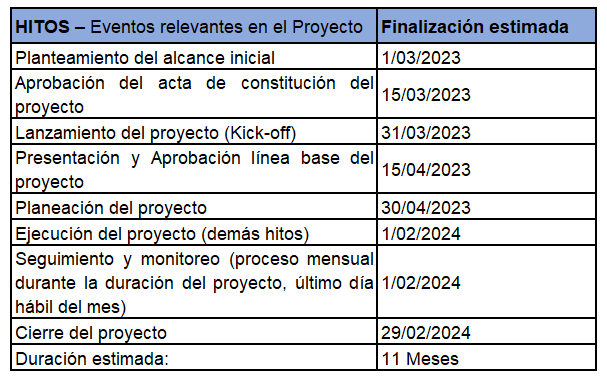 HITOS – Eventos relevantes en el Proyecto Finalización estimada
Planteamiento del alcance inicial 1/03/2023
Aprobación del acta de constitución del
proyecto 15/03/2023
Lanzamiento del proyecto (Kick-off) 31/03/2023
Presentación y Aprobación línea base del
proyecto 15/04/2023
Planeación del proyecto 30/04/2023
Ejecución del proyecto (demás hitos) 1/02/2024
Seguimiento y monitoreo (proceso mensual
durante la duración del proyecto, último día 1/02/2024
hábil del mes)
Cierre del proyecto 29/02/2024
Duración estimada: 11 Meses